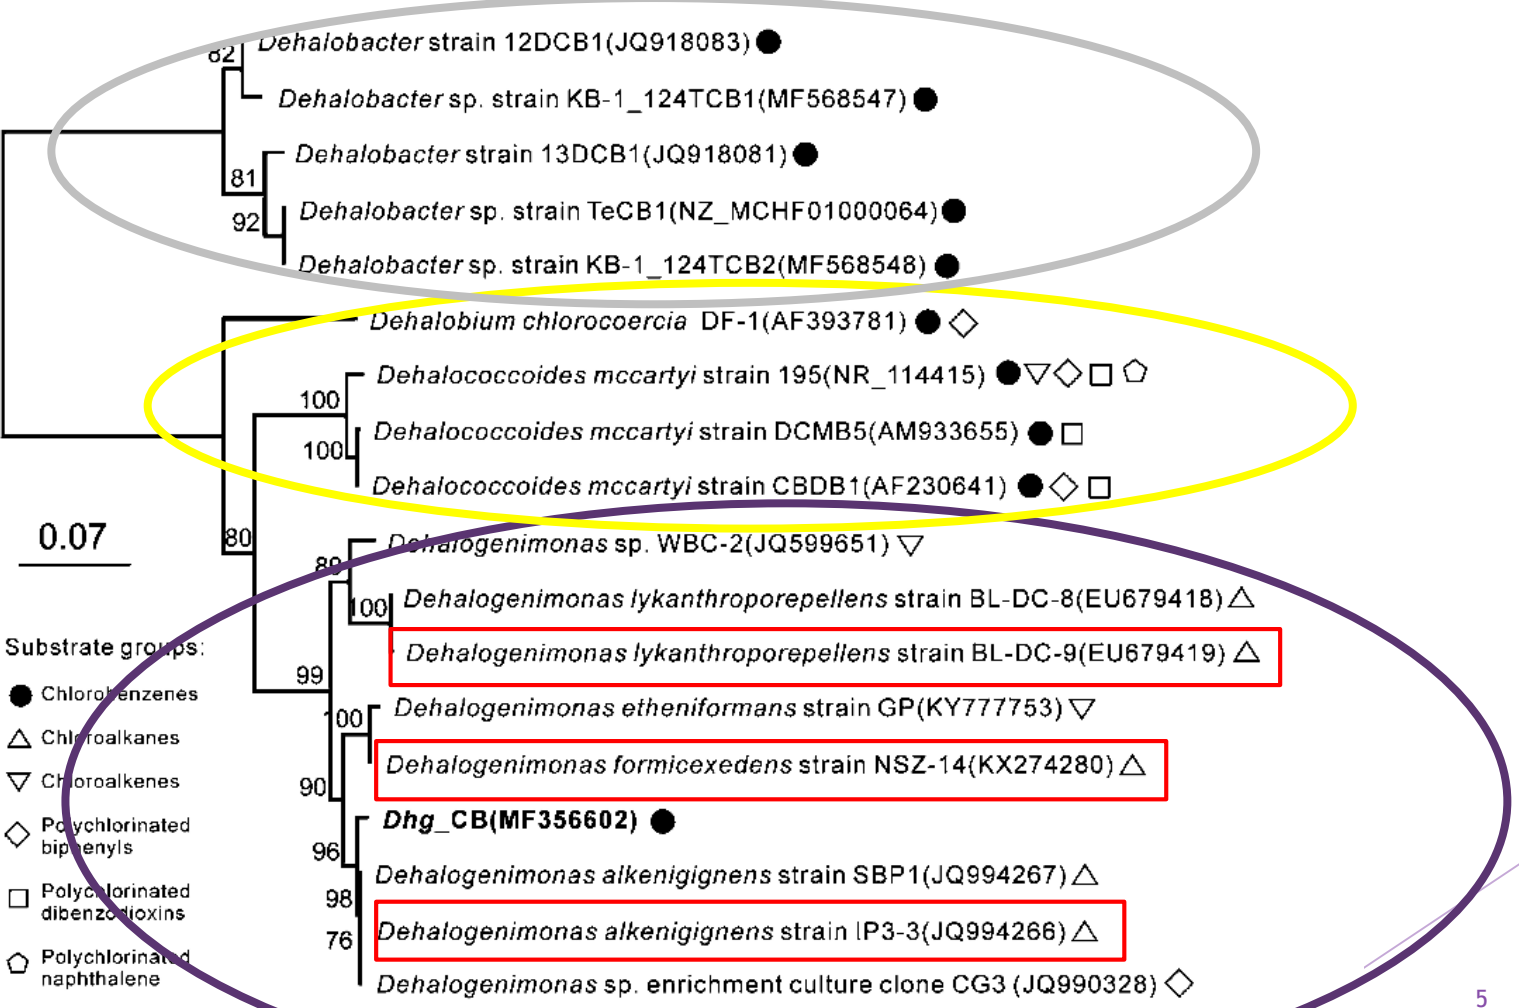 82
Dehalobacter strain 12DCB1(JQ918083)
Dehalobacter sp. strain KB-1_124TCB1(MF568547)
Dehalobacter strain 13DCB1(JQ918081)
81
Dehalobacter sp. strain TeCB1(NZ_MCHF01000064)
92
Dehalobacter sp. strain KB-1_124TCB2(MF568548)
Dehalobium chlorocoercia DF-1(AF393781)
Dehalococcoides mccartyi strain 195(NR_114415)
100
Dehalococcoides mccartyi strain DCMB5(AM933655)
100
Dehalococcoides mccartyi strain CBDB1(AF230641)
0.07
80
Dehalogenimonas sp. WBC-2(JQ599651)
89
Dehalogenimonas lykanthroporepellens strain BL-DC-8(EU679418)
100
Dehalogenimonas lykanthroporepellens strain BL-DC-9(EU679419)
99
Dehalogenimonas etheniformans strain GP(KY777753)
100
Dehalogenimonas formicexedens strain NSZ-14(KX274280)
90
Dhg_CB(MF356602)
96
Dehalogenimonas alkenigignens strain SBP1(JQ994267)
98
Dehalogenimonas alkenigignens strain IP3-3(JQ994266)
76
Dehalogenimonas sp. enrichment culture clone CG3 (JQ990328)
Substrate groups:
Chlorobenzenes
Chloroalkanes
Chloroalkenes
Polychlorinated
biphenyls
Polychlorinated
dibenzodioxins
Polychlorinated
naphthalene
5